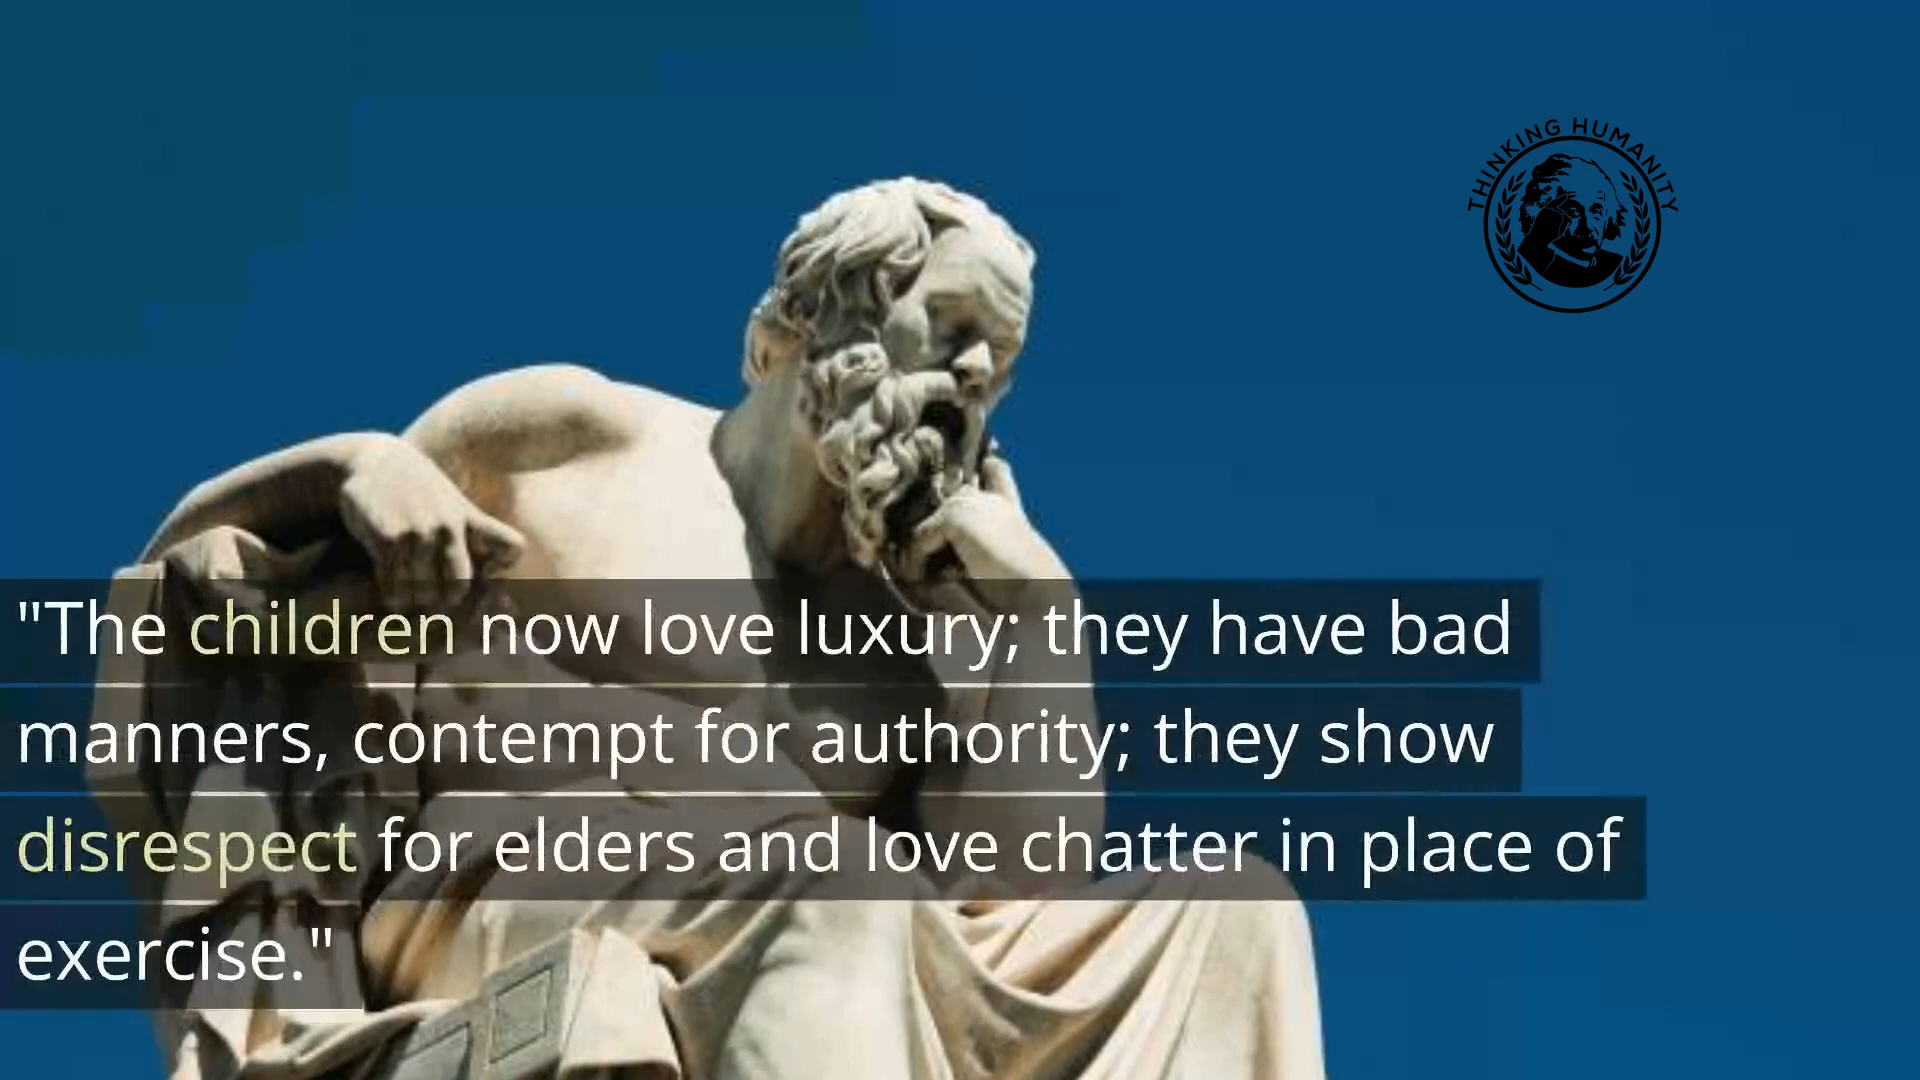 THINKING HUMANITY
"The children now love luxury; they have bad
manners, contempt for authority; they show
disrespect for elders and love chatter in place of
exercise."